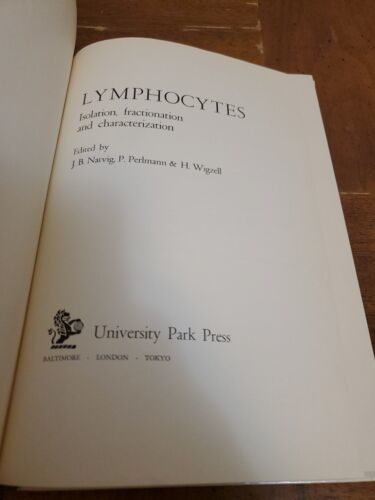 LYMPHOCYTES
Isolation, fractionation
and characterization
Edited by
J. B. Natvig, P. Perlmann & H. Wigzell
University Park Press
BALTIMORE · LONDON · TOKYO